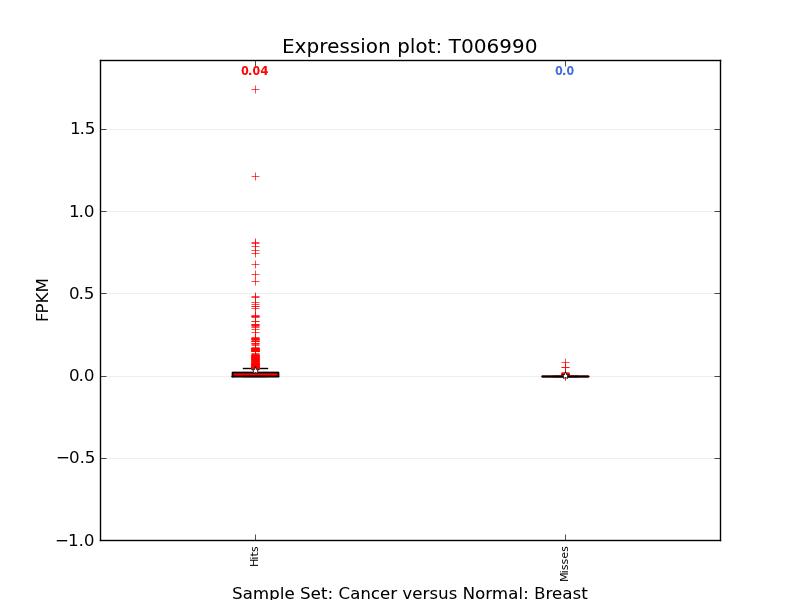 Expression plot: T006990
0.04
0.0
1.5
1.0
0.5
0.0
−0.5
−1.0
FPKM
Hits
Misses
Sample Set: Cancer versus Normal: Breast